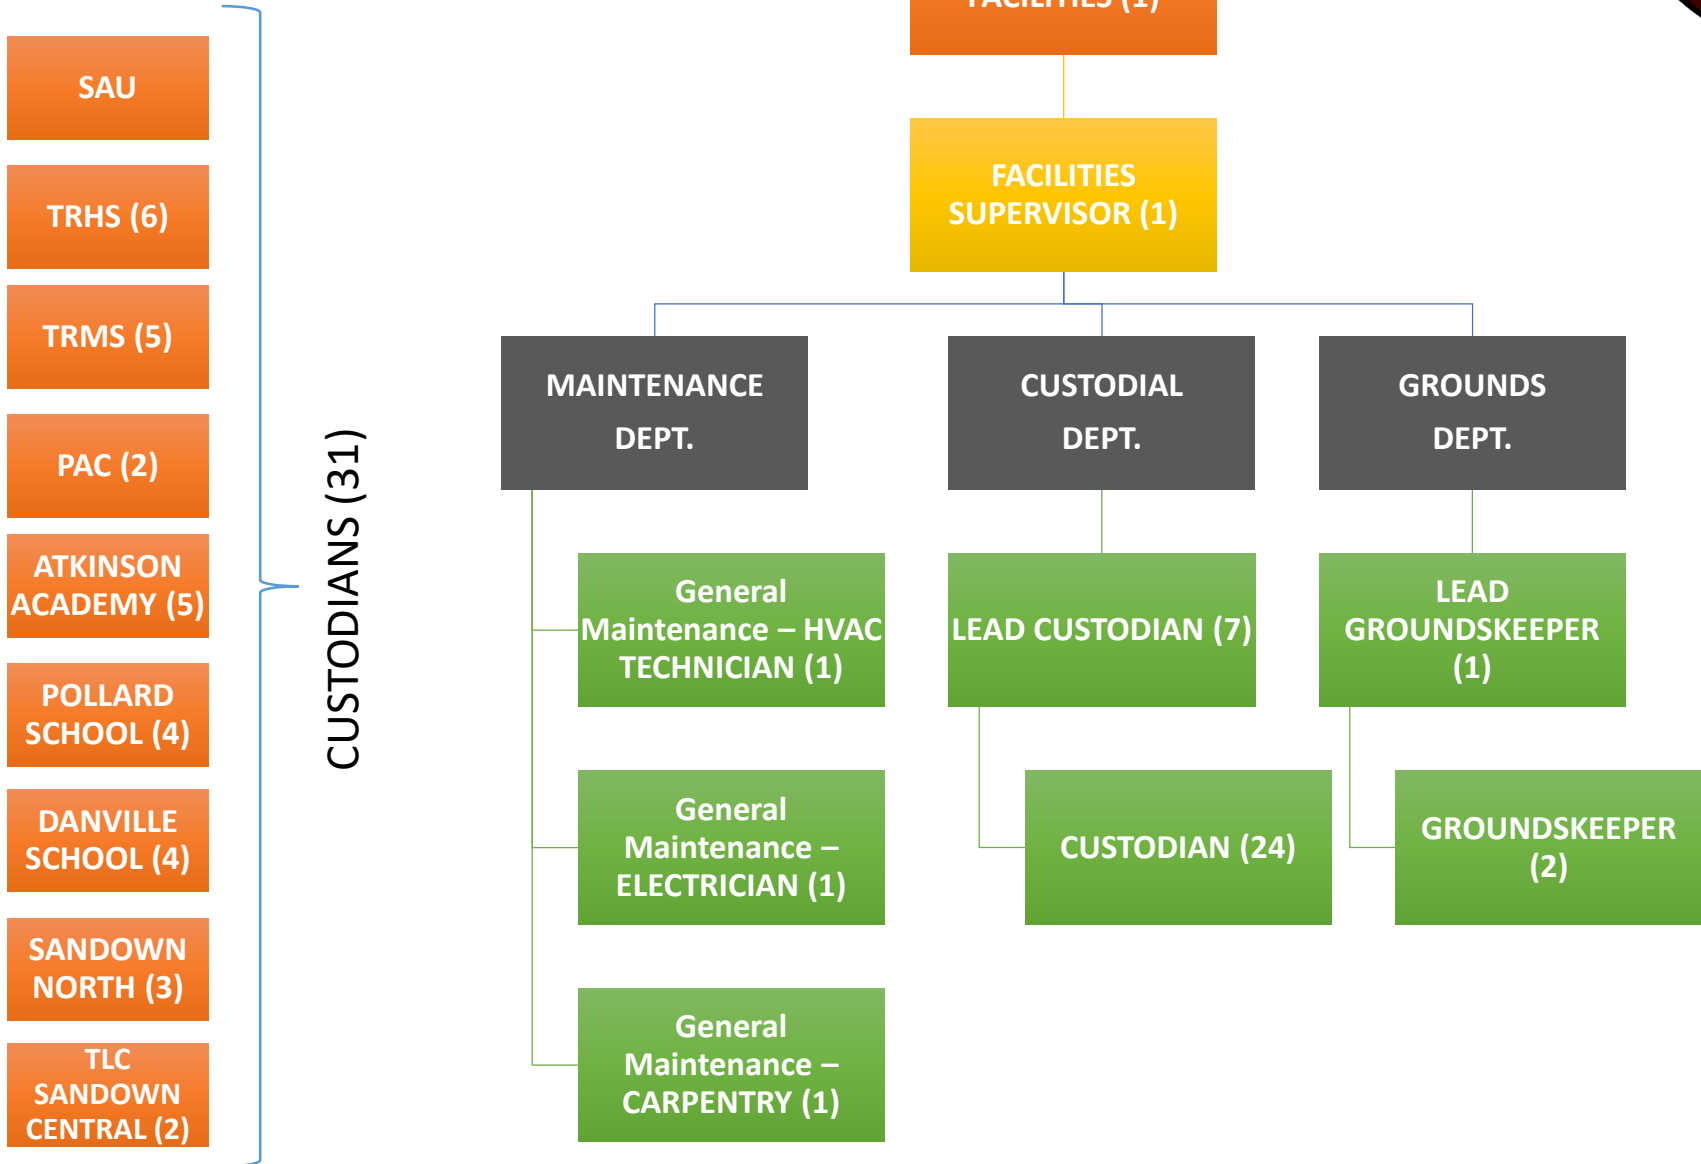 FACILITIES (1)
SAU
TRHS (6)
TRMS (5)
PAC (2)
ATKINSON
ACADEMY (5)
POLLARD
SCHOOL (4)
DANVILLE
SCHOOL (4)
SANDOWN
NORTH (3)
TLC
SANDOWN
CENTRAL (2)
CUSTODIANS (31)
FACILITIES
SUPERVISOR (1)
MAINTENANCE
DEPT.
General
Maintenance – HVAC
TECHNICIAN (1)
General
Maintenance –
ELECTRICIAN (1)
General
Maintenance –
CARPENTRY (1)
CUSTODIAL
DEPT.
LEAD CUSTODIAN (7)
CUSTODIAN (24)
GROUNDS
DEPT.
LEAD
GROUNDSKEEPER
(1)
GROUNDSKEEPER
(2)